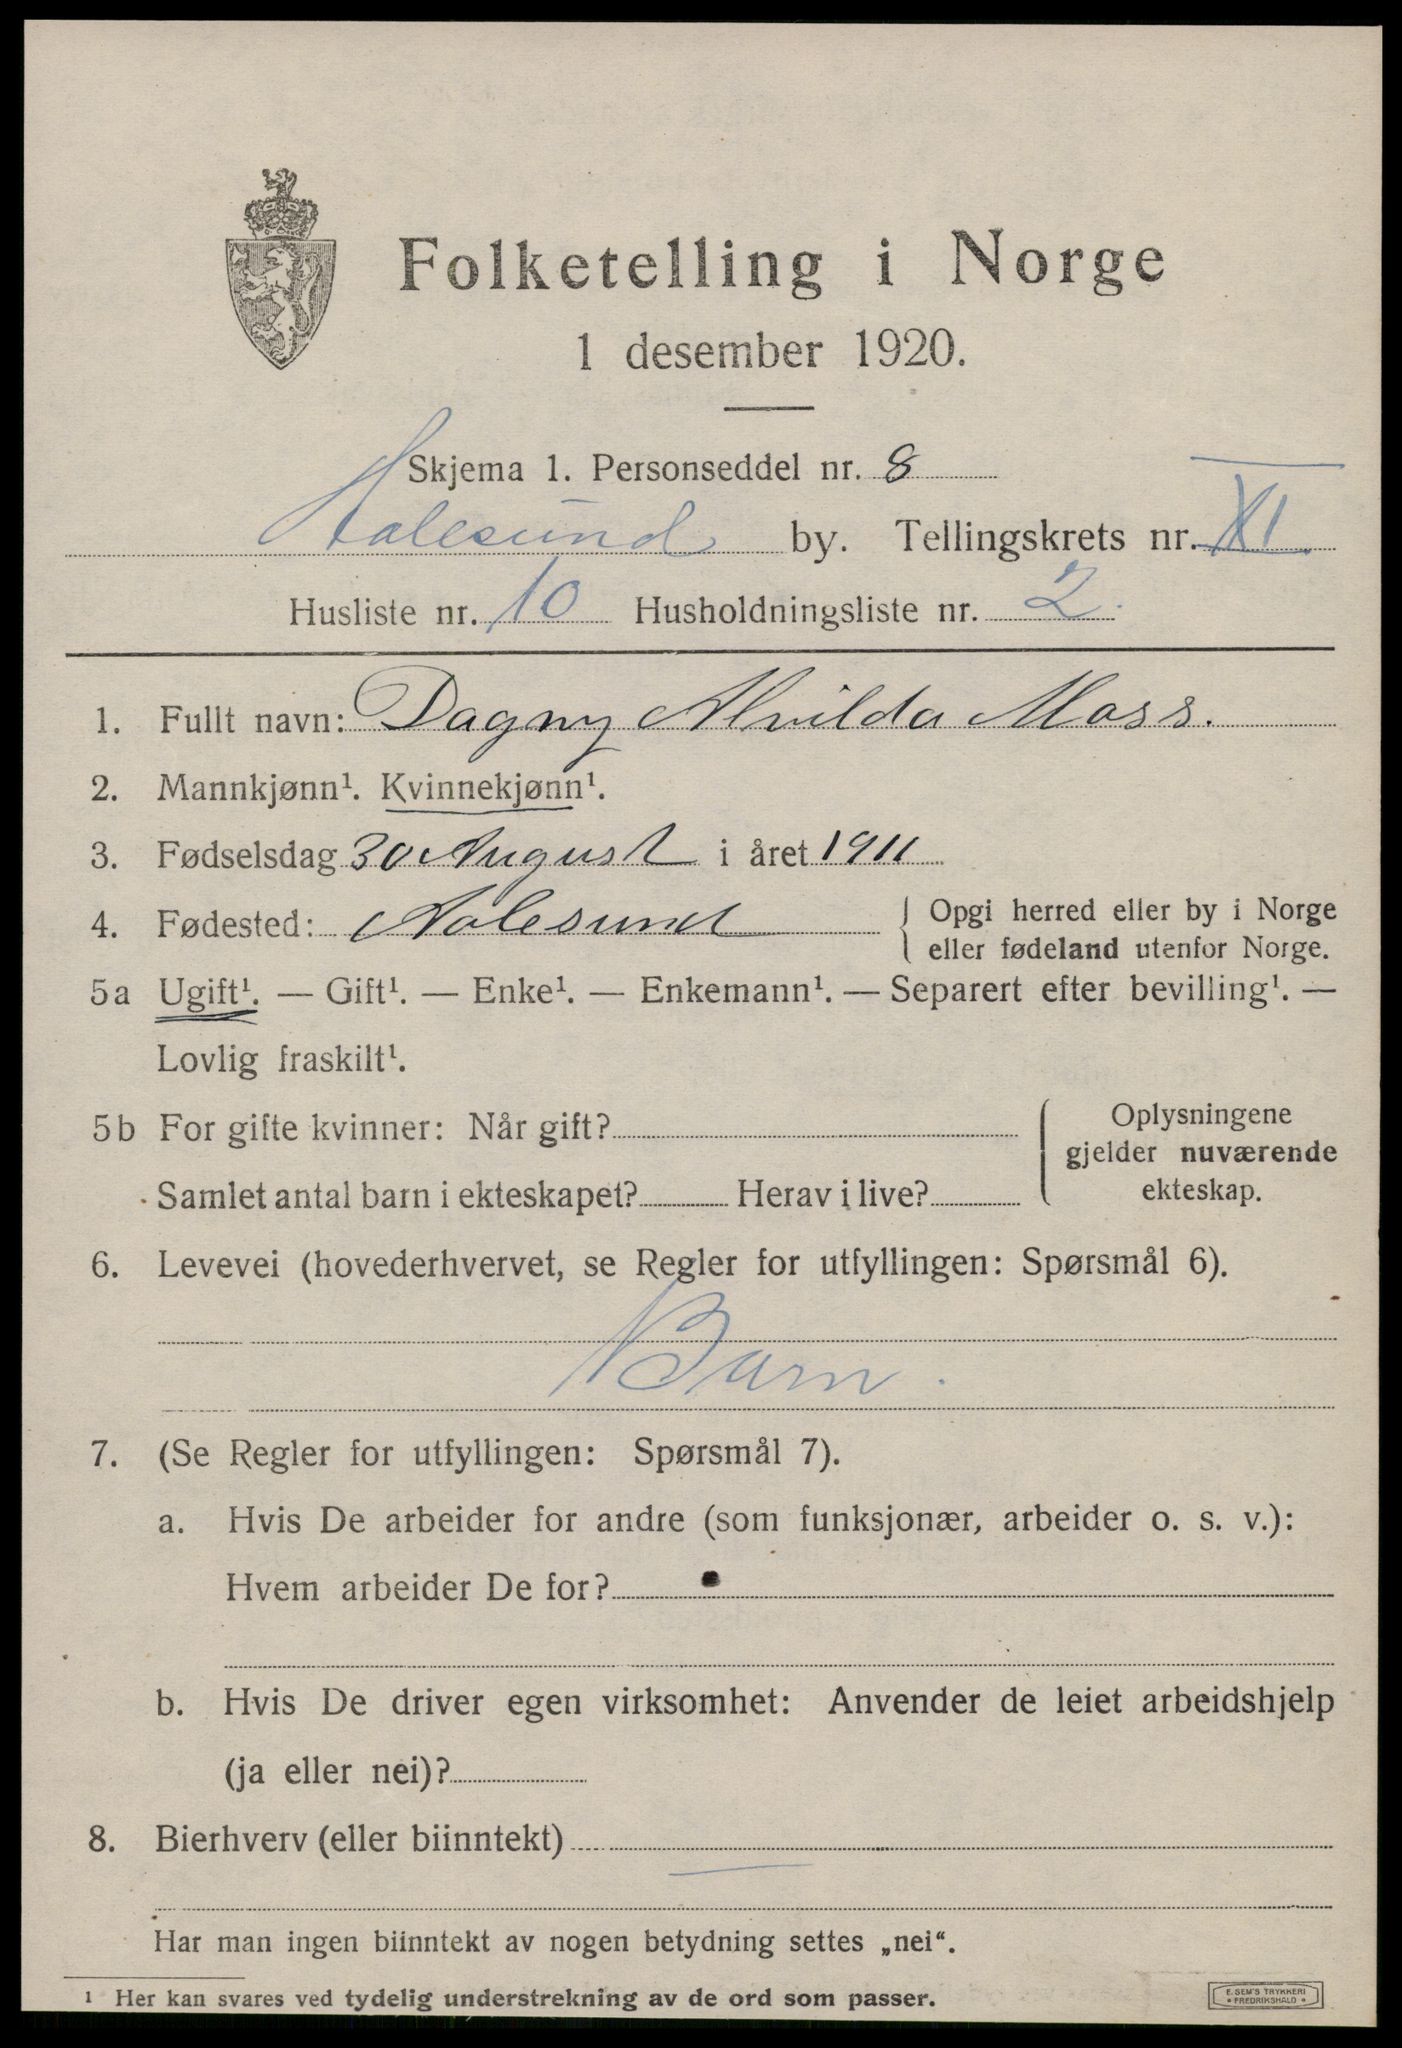 Folketelling i Norge
1 desember 1920.
Skjema 1. Personseddel nr. 8
Aalesund by. Tellingskrets nr. XI.
Husliste nr. 10 Husholdningsliste nr. 2.
1. Fullt navn: Dagny Alvilda Moss.
2. Mannkjønn¹. Kvinnekjønn¹.
3. Fødselsdag 30 August i året 1911
4. Fødested: Aalesund { Opgi herred eller by i Norge
eller fødeland utenfor Norge.
5a Ugift¹. — Gift¹. — Enke¹. — Enkemann¹. — Separert efter bevilling¹. —
Lovlig fraskilt¹.
5b For gifte kvinner: Når gift?
Samlet antal barn i ekteskapet? Herav i live?
{ Oplysningene
gjelder nuværende
ekteskap.
6. Levevei (hovederhvervet, se Regler for utfyllingen: Spørsmål 6).
Barn.
7. (Se Regler for utfyllingen: Spørsmål 7).
a. Hvis De arbeider for andre (som funksjonær, arbeider o. s. v.):
Hvem arbeider De for?
b. Hvis De driver egen virksomhet: Anvender de leiet arbeidshjelp
(ja eller nei)?
8. Bierhverv (eller biinntekt) —
Har man ingen biinntekt av nogen betydning settes „nei“.
¹ Her kan svares ved tydelig understrekning av de ord som passer.
E. SEM'S TRYKKERI
• FREDRIKSHALD •